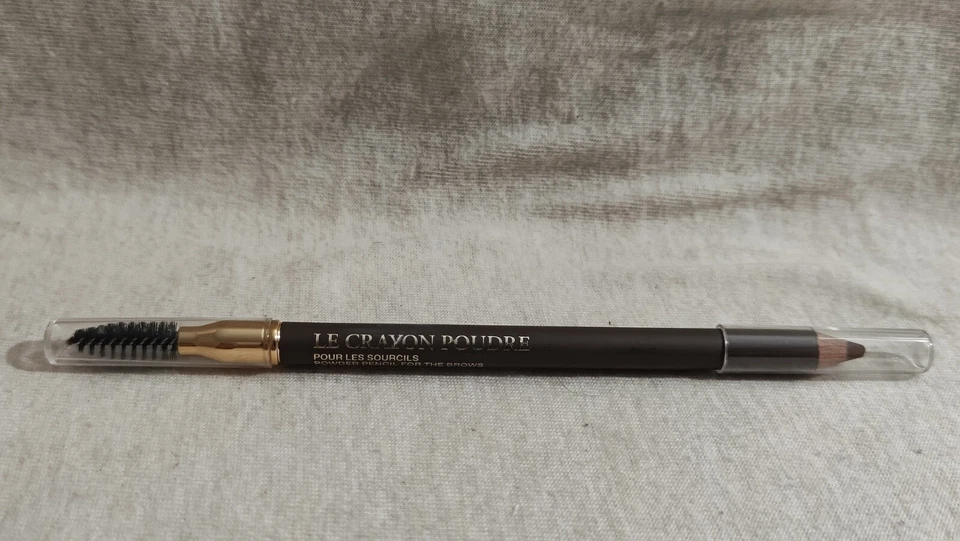 LE CRAYON POUDRE
POUR LES SOURCILS
POWDER PENCIL FOR THE BROWS